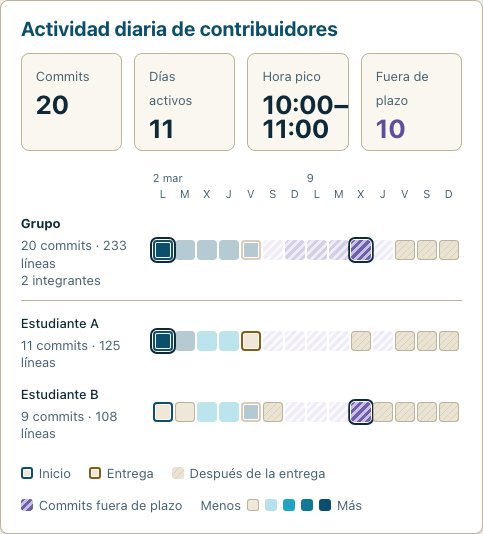 Actividad diaria de contribuidores
Commits
20
Días
activos
11
Hora pico
10:00–
11:00
Fuera de
plazo
10
2 mar 9
L M X J V S D L M X J V S D
Grupo
20 commits · 233
líneas
2 integrantes
Estudiante A
11 commits · 125
líneas
Estudiante B
9 commits · 108
líneas
Inicio Entrega Después de la entrega
Commits fuera de plazo Menos Más